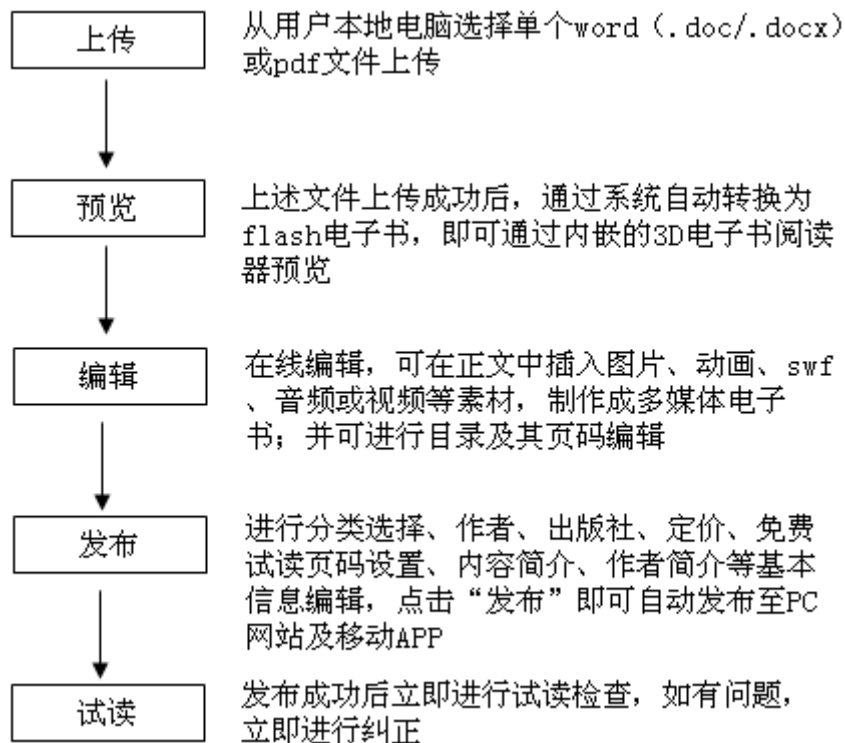 上传
从用户本地电脑选择单个word（.doc/.docx）
或pdf文件上传
预览
上述文件上传成功后，通过系统自动转换为
flash电子书，即可通过内嵌的3D电子书阅读
器预览
编辑
在线编辑，可在正文中插入图片、动画、swf
、音频或视频等素材，制作成多媒体电子
书；并可进行目录及其页码编辑
发布
进行分类选择、作者、出版社、定价、免费
试读页码设置、内容简介、作者简介等基本
信息编辑，点击“发布”即可自动发布至PC
网站及移动APP
试读
发布成功后立即进行试读检查，如有问题，
立即进行纠正